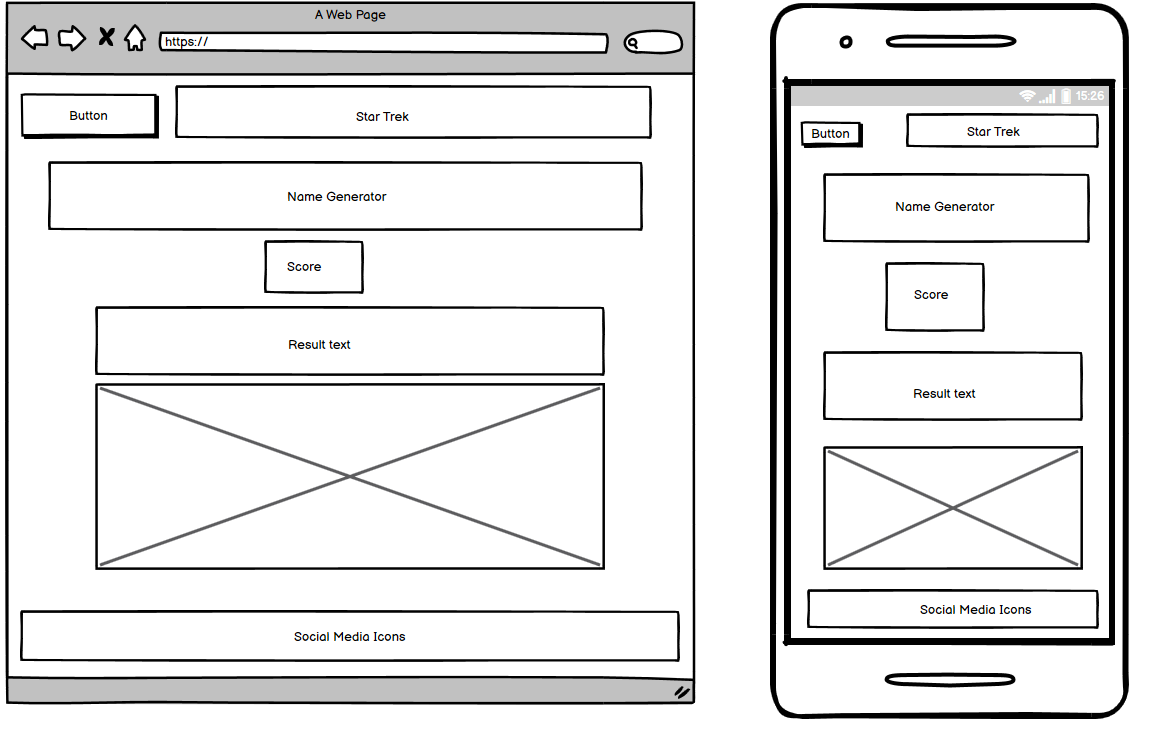 A Web Page
https://
Button
Star Trek
Name Generator
Score
Result text
Social Media Icons
15:26
Button
Star Trek
Name Generator
Score
Result text
Social Media Icons